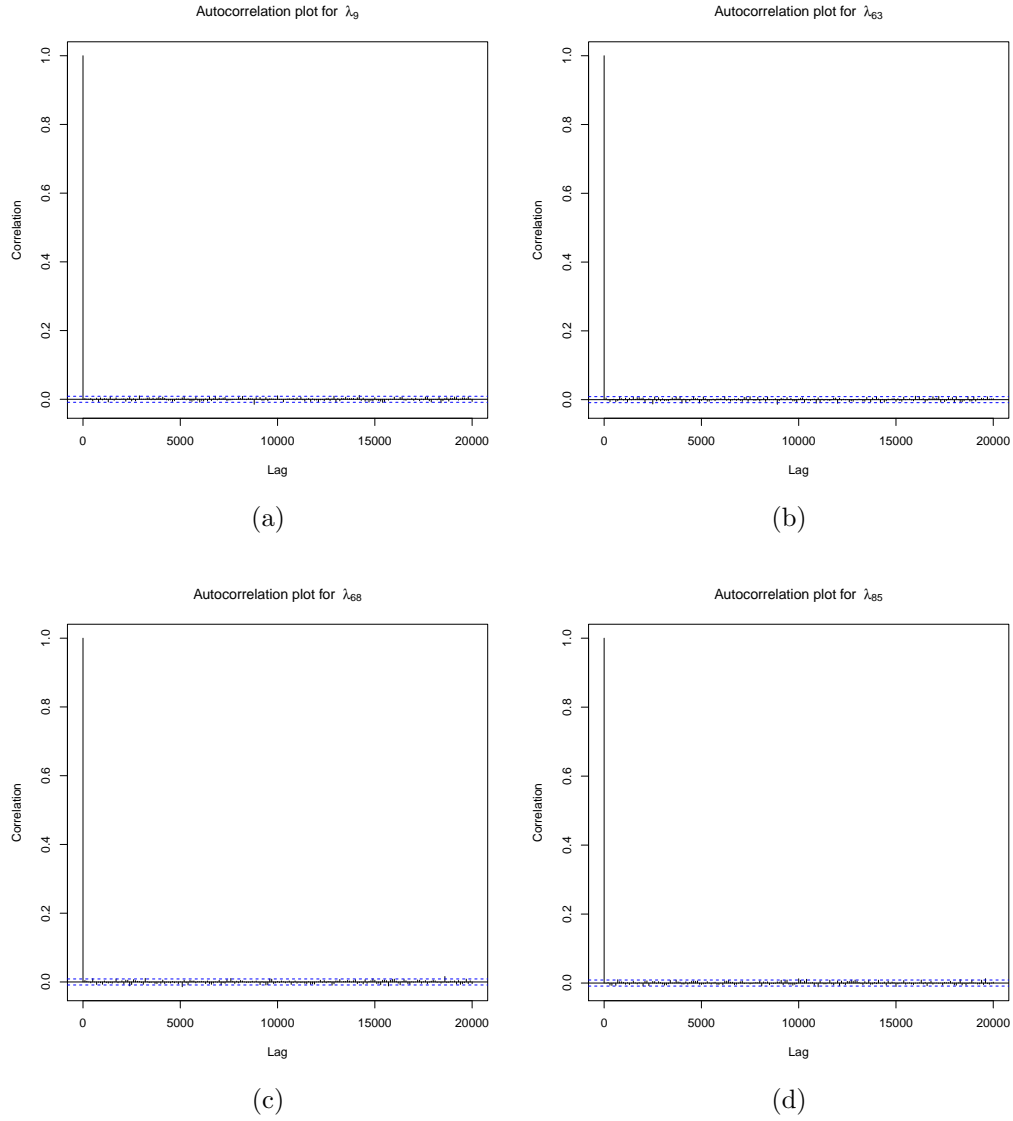 Autocorrelation plot for λ9
1.0
0.8
0.6
0.4
0.2
0.0
Correlation
0 5000 10000 15000 20000
Lag
(a)
Autocorrelation plot for λ63
1.0
0.8
0.6
0.4
0.2
0.0
Correlation
0 5000 10000 15000 20000
Lag
(b)
Autocorrelation plot for λ68
1.0
0.8
0.6
0.4
0.2
0.0
Correlation
0 5000 10000 15000 20000
Lag
(c)
Autocorrelation plot for λ85
1.0
0.8
0.6
0.4
0.2
0.0
Correlation
0 5000 10000 15000 20000
Lag
(d)